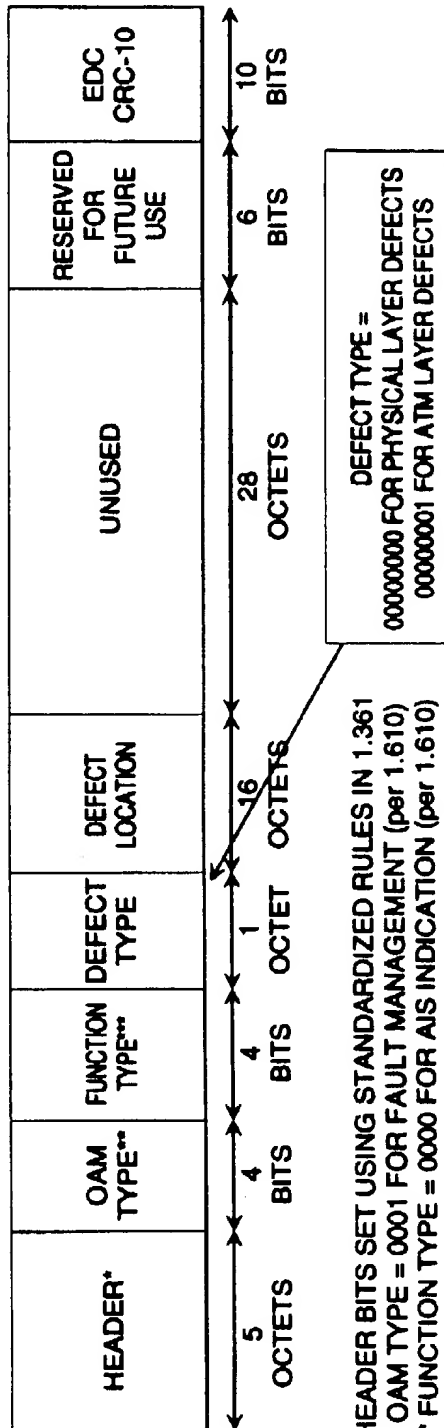 HEADER*
OAM
TYPE**
FUNCTION
TYPE***
DEFECT
TYPE
DEFECT
LOCATION
UNUSED
RESERVED
FOR
FUTURE
USE
EDC
CRC-10
5
OCTETS
4
BITS
4
BITS
1
OCTET
16
OCTETS
28
OCTETS
6
BITS
10
BITS
DEFECT TYPE =
00000000 FOR PHYSICAL LAYER DEFECTS
00000001 FOR ATM LAYER DEFECTS
HEADER BITS SET USING STANDARDIZED RULES IN 1.361
OAM TYPE = 0001 FOR FAULT MANAGEMENT (per 1.610)
FUNCTION TYPE = 0000 FOR AIS INDICATION (per 1.610)